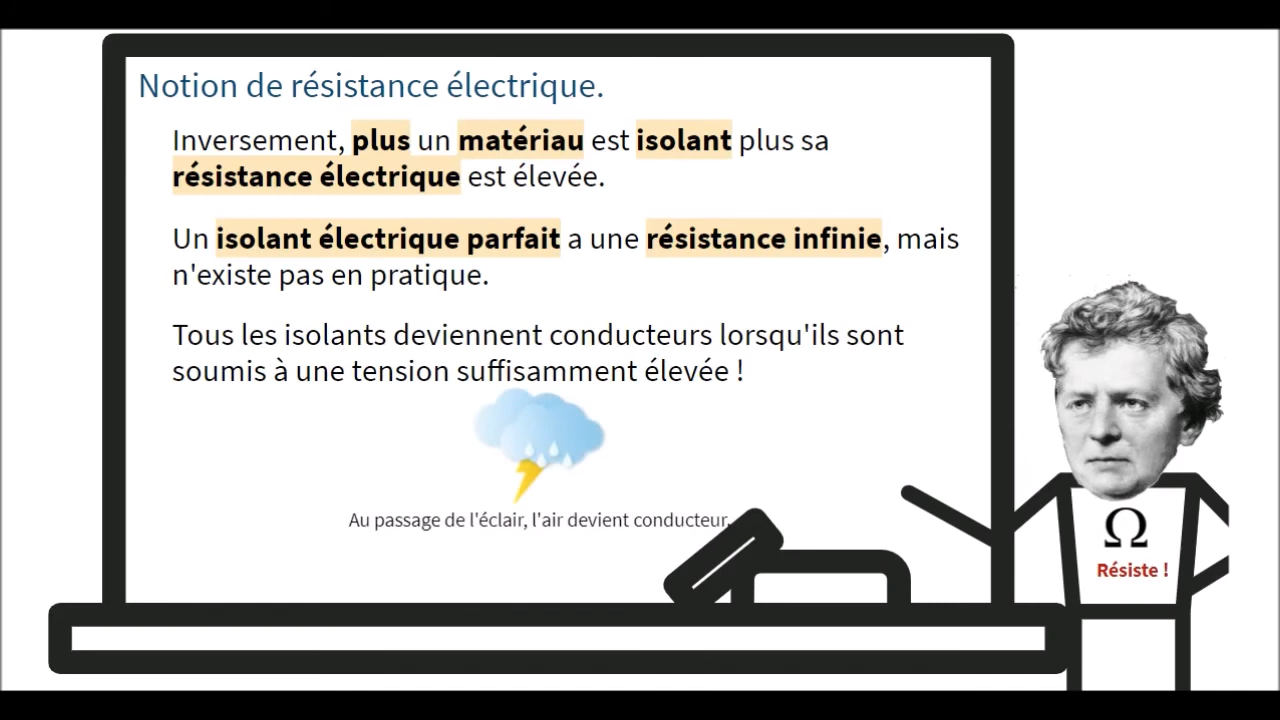 Notion de résistance électrique.
Inversement, plus un matériau est isolant plus sa
résistance électrique est élevée.
Un isolant électrique parfait a une résistance infinie, mais
n'existe pas en pratique.
Tous les isolants deviennent conducteurs lorsqu'ils sont
soumis à une tension suffisamment élevée !
Au passage de l'éclair, l'air devient conducteur.
Ω
Résiste !